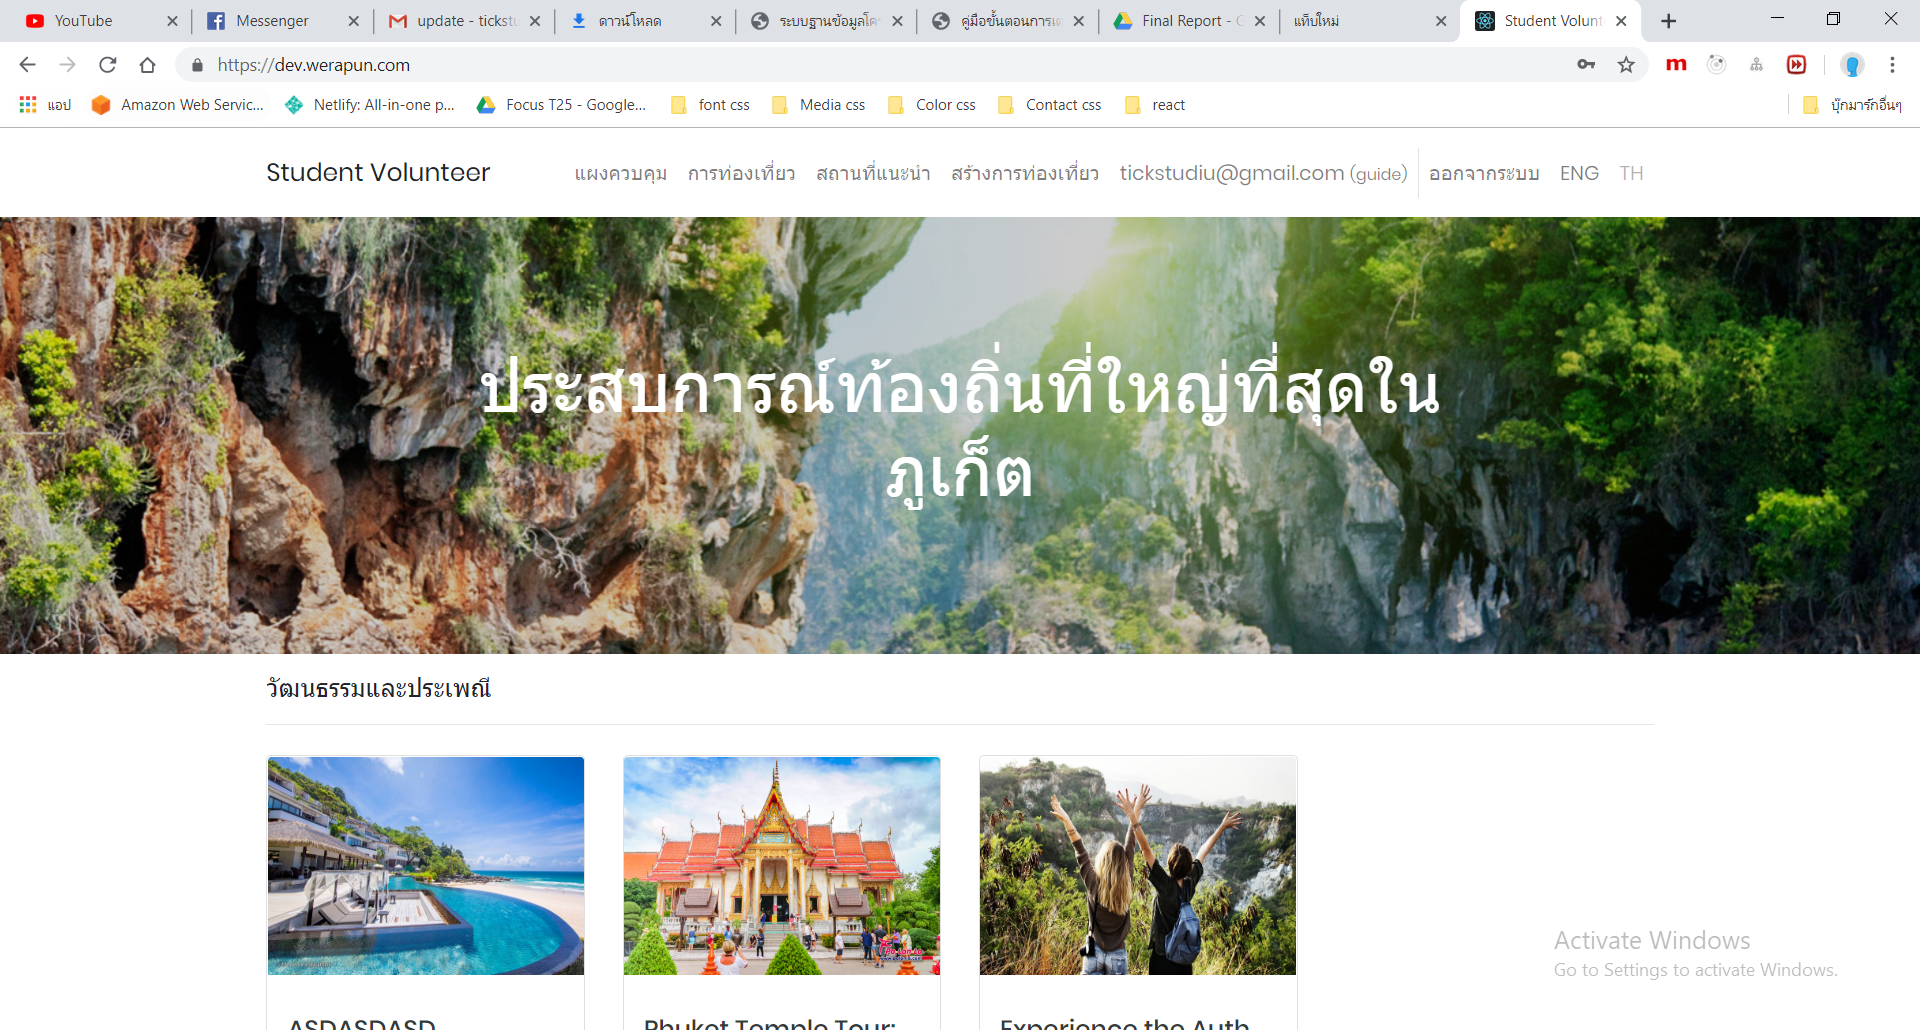 YouTube
Messenger
update - tickstu
ดาวน์โหลด
ระบบฐานข้อมูลโค
คู่มือขั้นตอนการเต
Final Report - G
แท็บใหม่
Student Volunt
https://dev.werapun.com
แอป
Amazon Web Servic...
Netlify: All-in-one p...
Focus T25 - Google...
font css
Media css
Color css
Contact css
react
บุ๊กมาร์กอื่นๆ
Student Volunteer
แผงควบคุม
การท่องเที่ยว
สถานที่แนะนำ
สร้างการท่องเที่ยว
tickstudiu@gmail.com (guide)
ออกจากระบบ
ENG
TH
ประสบการณ์ท้องถิ่นที่ใหญ่ที่สุดใน
ภูเก็ต
วัฒนธรรมและประเพณี
ASDASDASD
Phuket Temple Tour:
Experience the Auth
Activate Windows
Go to Settings to activate Windows.